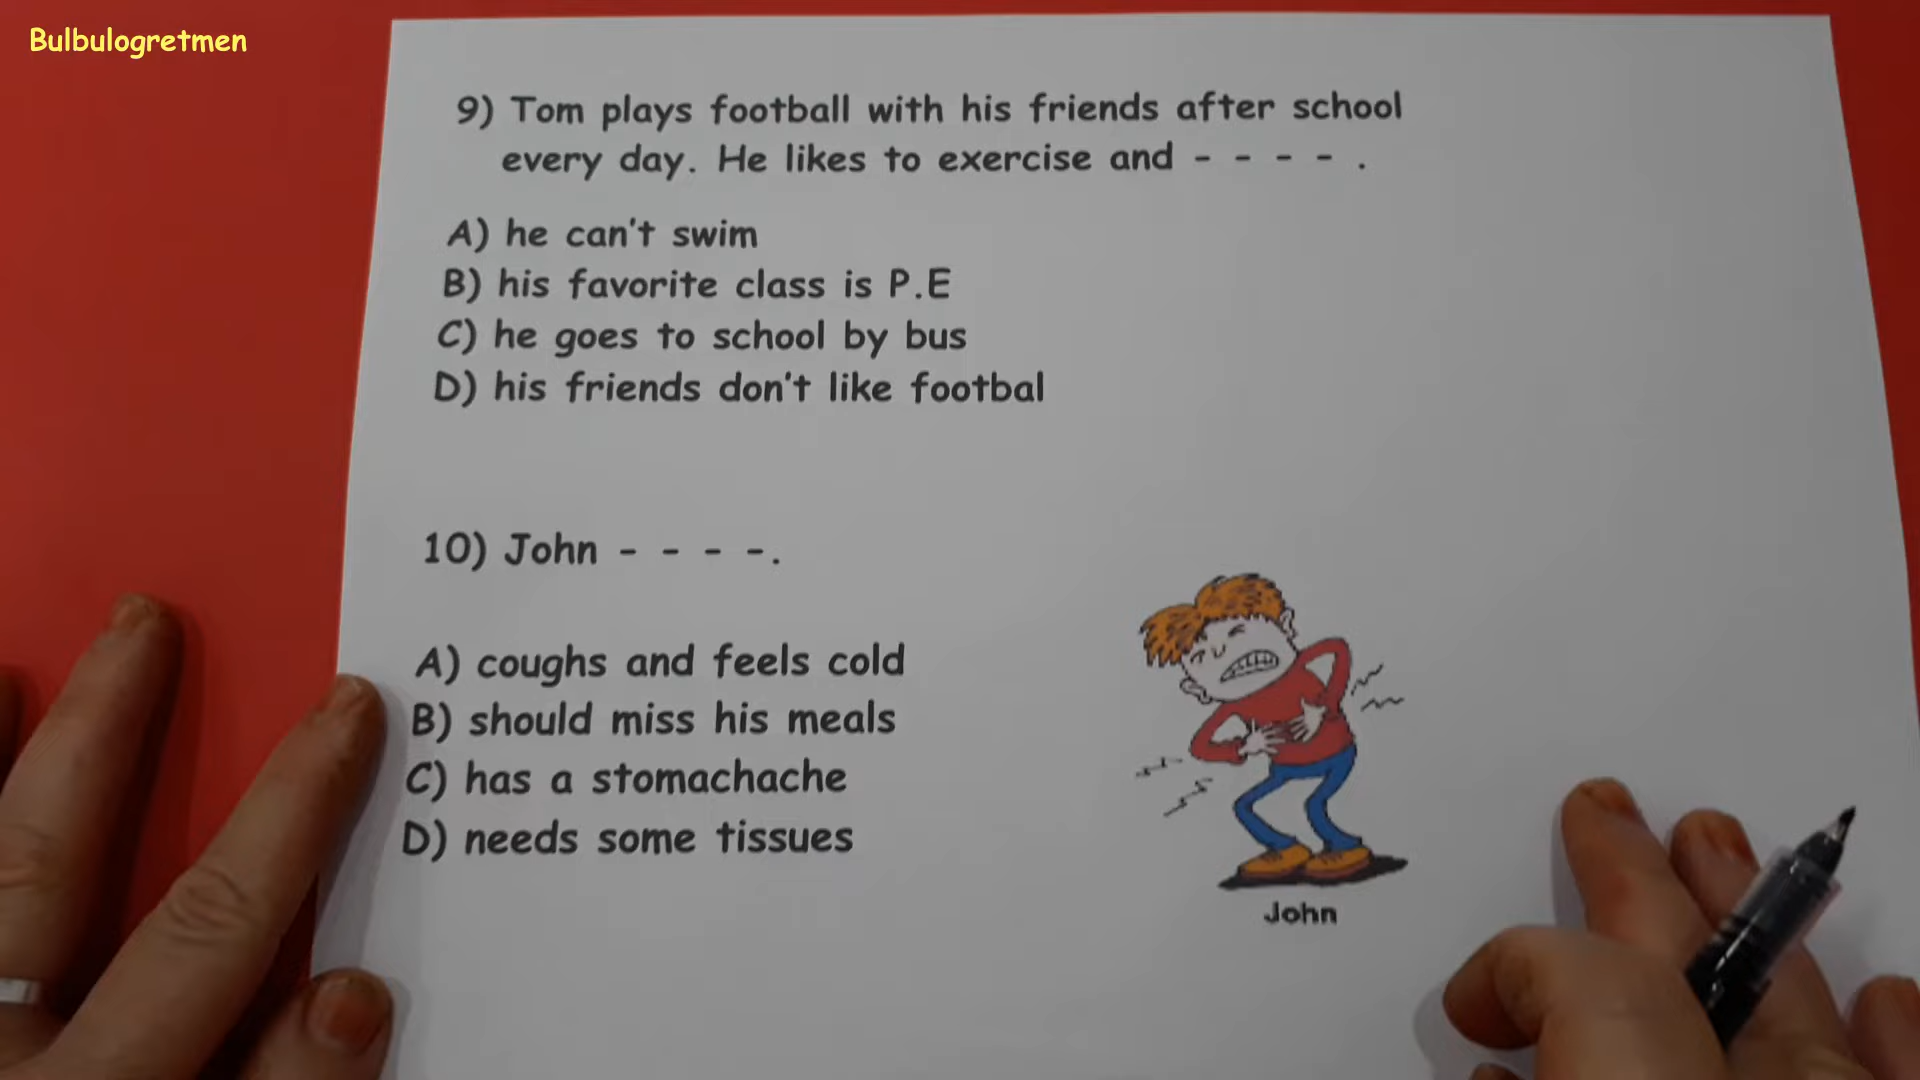 Bulbulogretmen
9) Tom plays football with his friends after school
every day. He likes to exercise and - - - - .
A) he can't swim
B) his favorite class is P.E
C) he goes to school by bus
D) his friends don't like footbal
10) John - - - -.
A) coughs and feels cold
B) should miss his meals
C) has a stomachache
D) needs some tissues
John